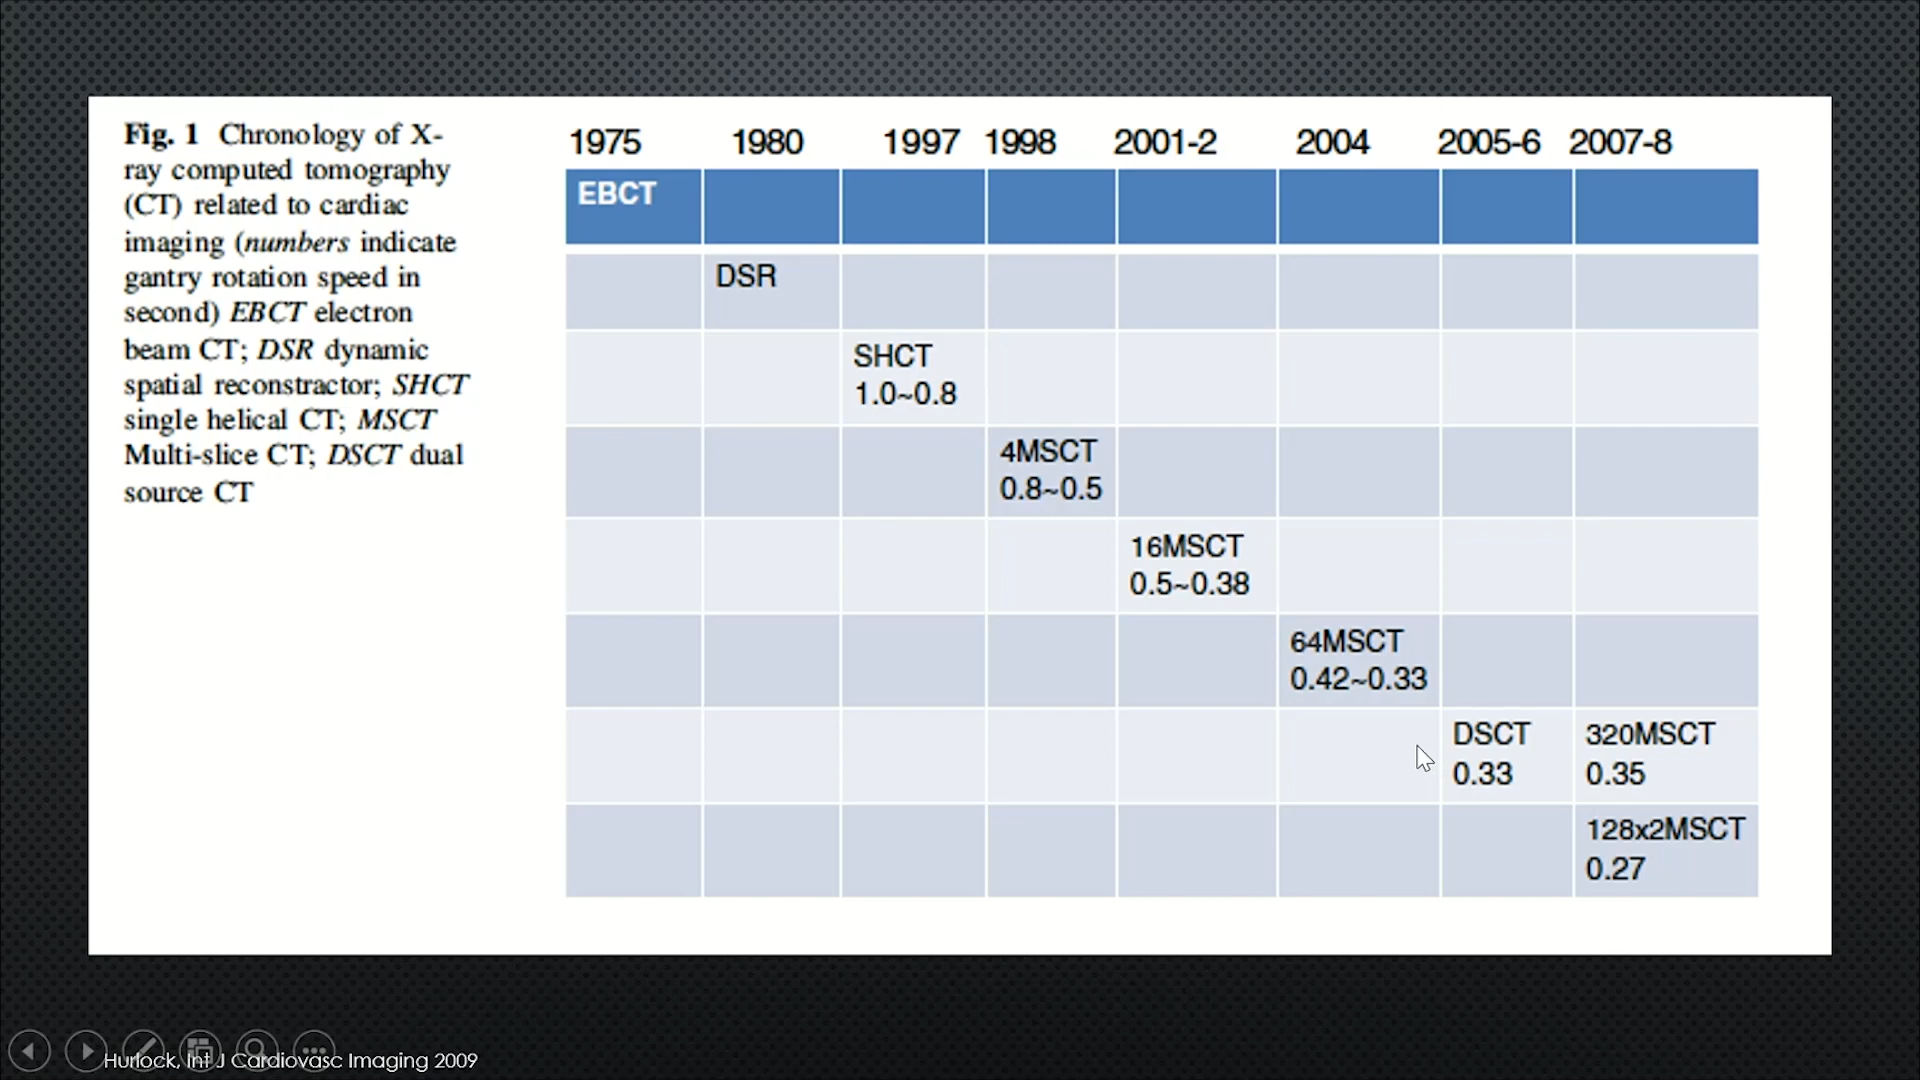 Fig. 1 Chronology of X-
ray computed tomography
(CT) related to cardiac
imaging (numbers indicate
gantry rotation speed in
second) EBCT electron
beam CT; DSR dynamic
spatial reconstractor; SHCT
single helical CT; MSCT
Multi-slice CT; DSCT dual
source CT
1975 1980 1997 1998 2001-2 2004 2005-6 2007-8
EBCT
DSR
SHCT
1.0~0.8
4MSCT
0.8~0.5
16MSCT
0.5~0.38
64MSCT
0.42~0.33
DSCT 320MSCT
0.33 0.35
128x2MSCT
0.27
Hurlock, Int J Cardiovasc Imaging 2009